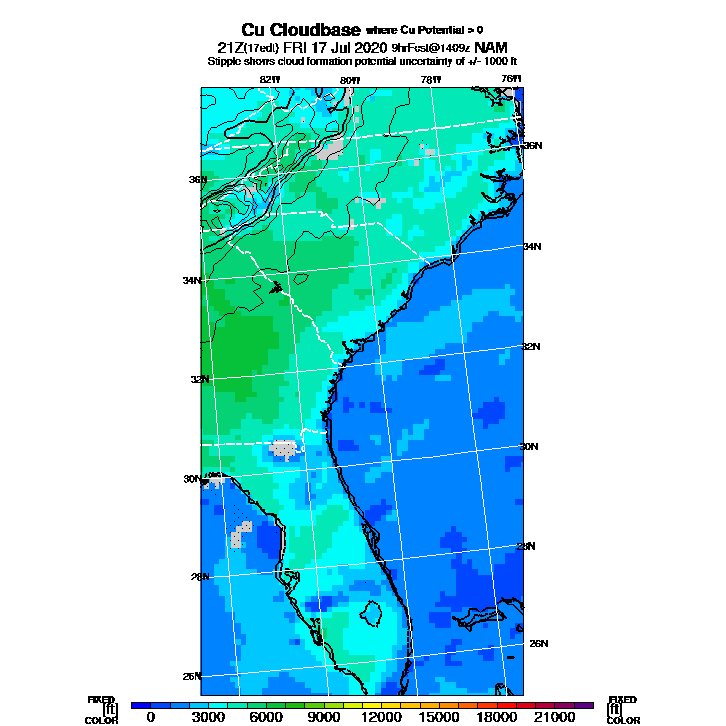 Cu Cloudbase where Cu Potential > 0
21Z(17edt) FRI 17 Jul 2020 9hrFcst@1409z NAM
Stipple shows cloud formation potential uncertainty of +/- 1000 ft
82W 80W 78W 76W
36N
36N
34N
34N
32N
32N
30N
30N
28N
28N
26N
26N
FIXED FIXED
[ft] [ft]
COLOR 0 3000 6000 9000 12000 15000 18000 21000 COLOR